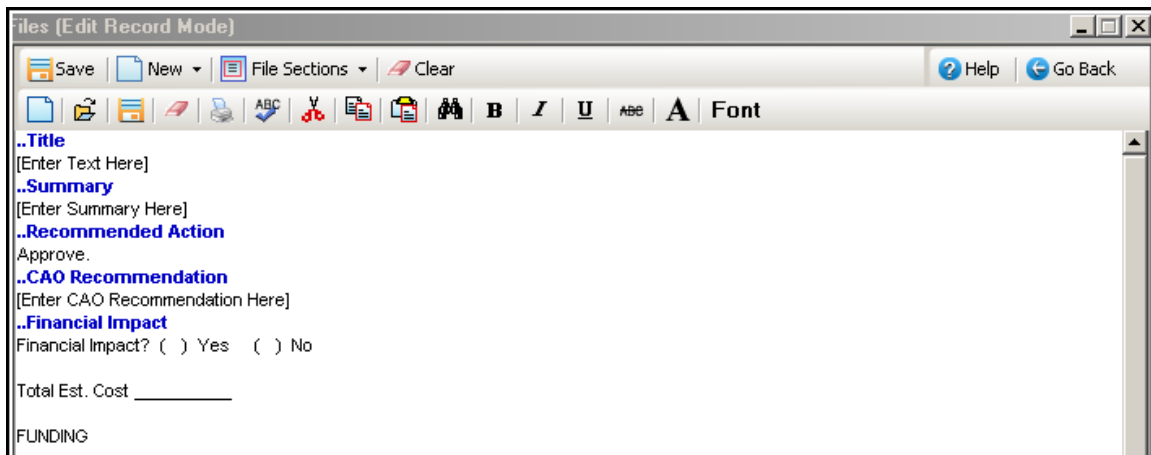 Files (Edit Record Mode)
Save New File Sections Clear Help Go Back
ABC B I U ABC A Font
..Title
[Enter Text Here]
..Summary
[Enter Summary Here]
..Recommended Action
Approve.
..CAO Recommendation
[Enter CAO Recommendation Here]
..Financial Impact
Financial Impact? ( ) Yes ( ) No
Total Est. Cost __________
FUNDING